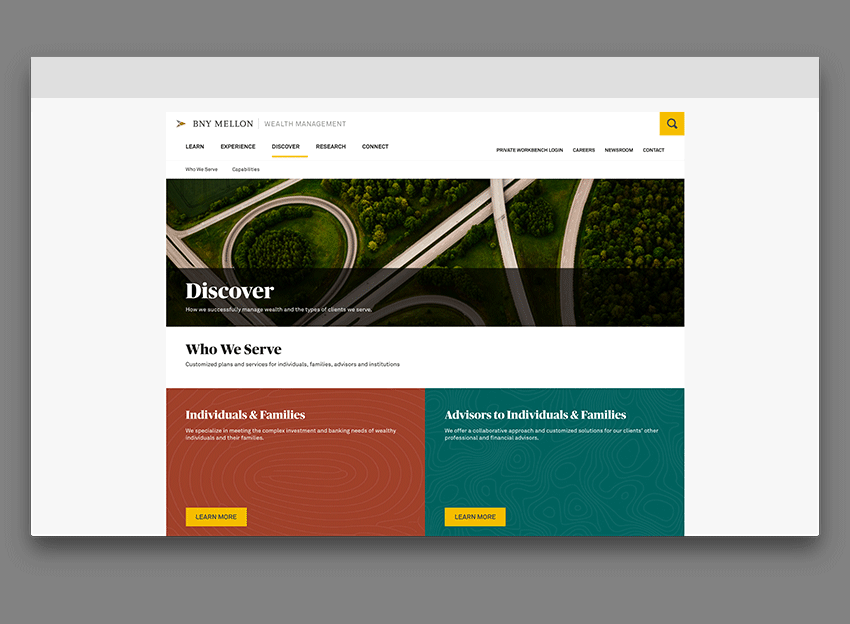 BNY MELLON | WEALTH MANAGEMENT
LEARN EXPERIENCE DISCOVER RESEARCH CONNECT
PRIVATE WORKBENCH LOGIN CAREERS NEWSROOM CONTACT
Who We Serve Capabilities
Discover
How we successfully manage wealth and the types of clients we serve.
Who We Serve
Customized plans and services for individuals, families, advisors and institutions
Individuals & Families
We specialize in meeting the complex investment and banking needs of wealthy
individuals and their families.
LEARN MORE
Advisors to Individuals & Families
We offer a collaborative approach and customized solutions for our clients' other
professional and financial advisors.
LEARN MORE